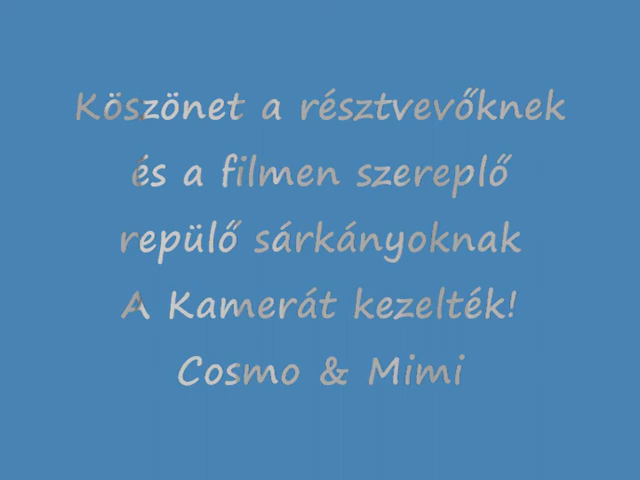 Köszönet a résztvevőknek
és a filmen szereplő
repülő sárkányoknak
A Kamerát kezelték!
Cosmo & Mimi